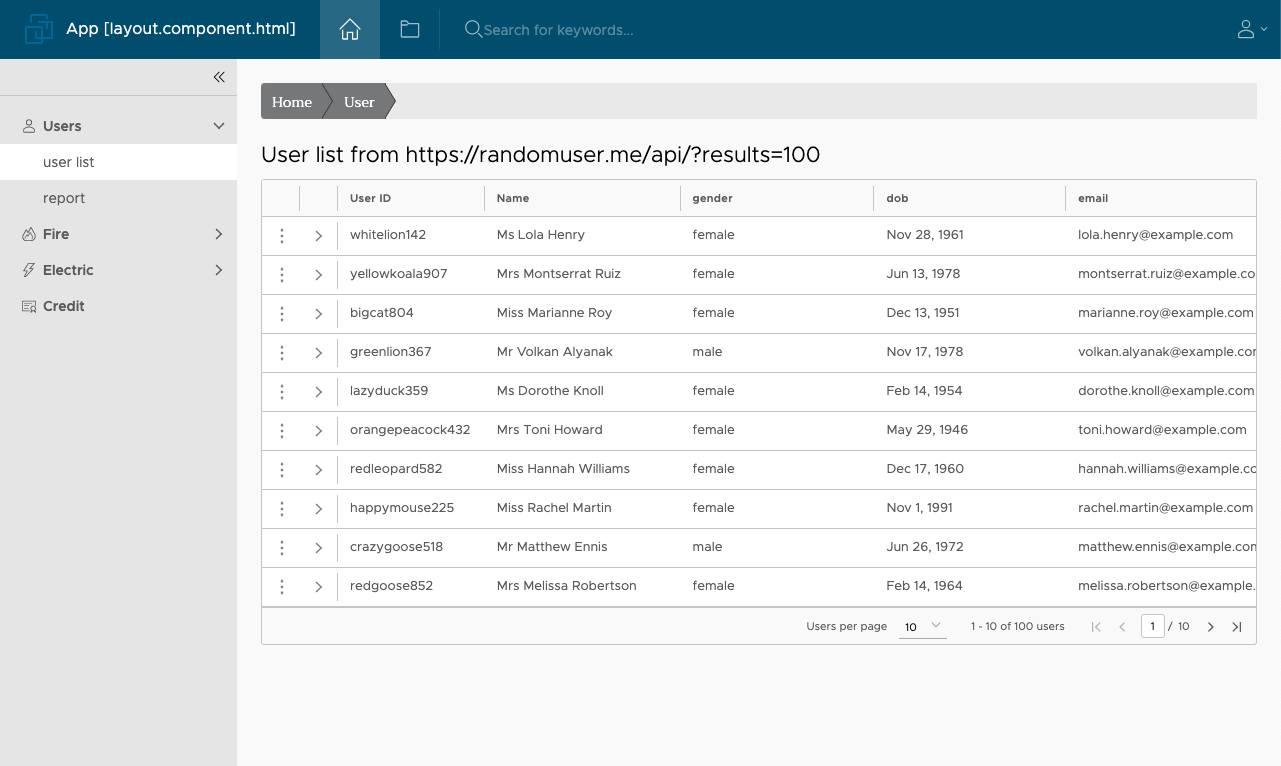 App [layout.component.html]
Search for keywords...
Users
user list
report
Fire
Electric
Credit
Home User
User list from https://randomuser.me/api/?results=100
User ID Name gender dob email
whitelion142 Ms Lola Henry female Nov 28, 1961 lola.henry@example.com
yellowkoala907 Mrs Montserrat Ruiz female Jun 13, 1978 montserrat.ruiz@example.co
bigcat804 Miss Marianne Roy female Dec 13, 1951 marianne.roy@example.com
greenlion367 Mr Volkan Alyanak male Nov 17, 1978 volkan.alyanak@example.com
lazyduck359 Ms Dorothe Knoll female Feb 14, 1954 dorothe.knoll@example.com
orangepeacock432 Mrs Toni Howard female May 29, 1946 toni.howard@example.com
redleopard582 Miss Hannah Williams female Dec 17, 1960 hannah.williams@example.co
happymouse225 Miss Rachel Martin female Nov 1, 1991 rachel.martin@example.com
crazygoose518 Mr Matthew Ennis male Jun 26, 1972 matthew.ennis@example.com
redgoose852 Mrs Melissa Robertson female Feb 14, 1964 melissa.robertson@example.
Users per page 10 1 - 10 of 100 users 1 / 10